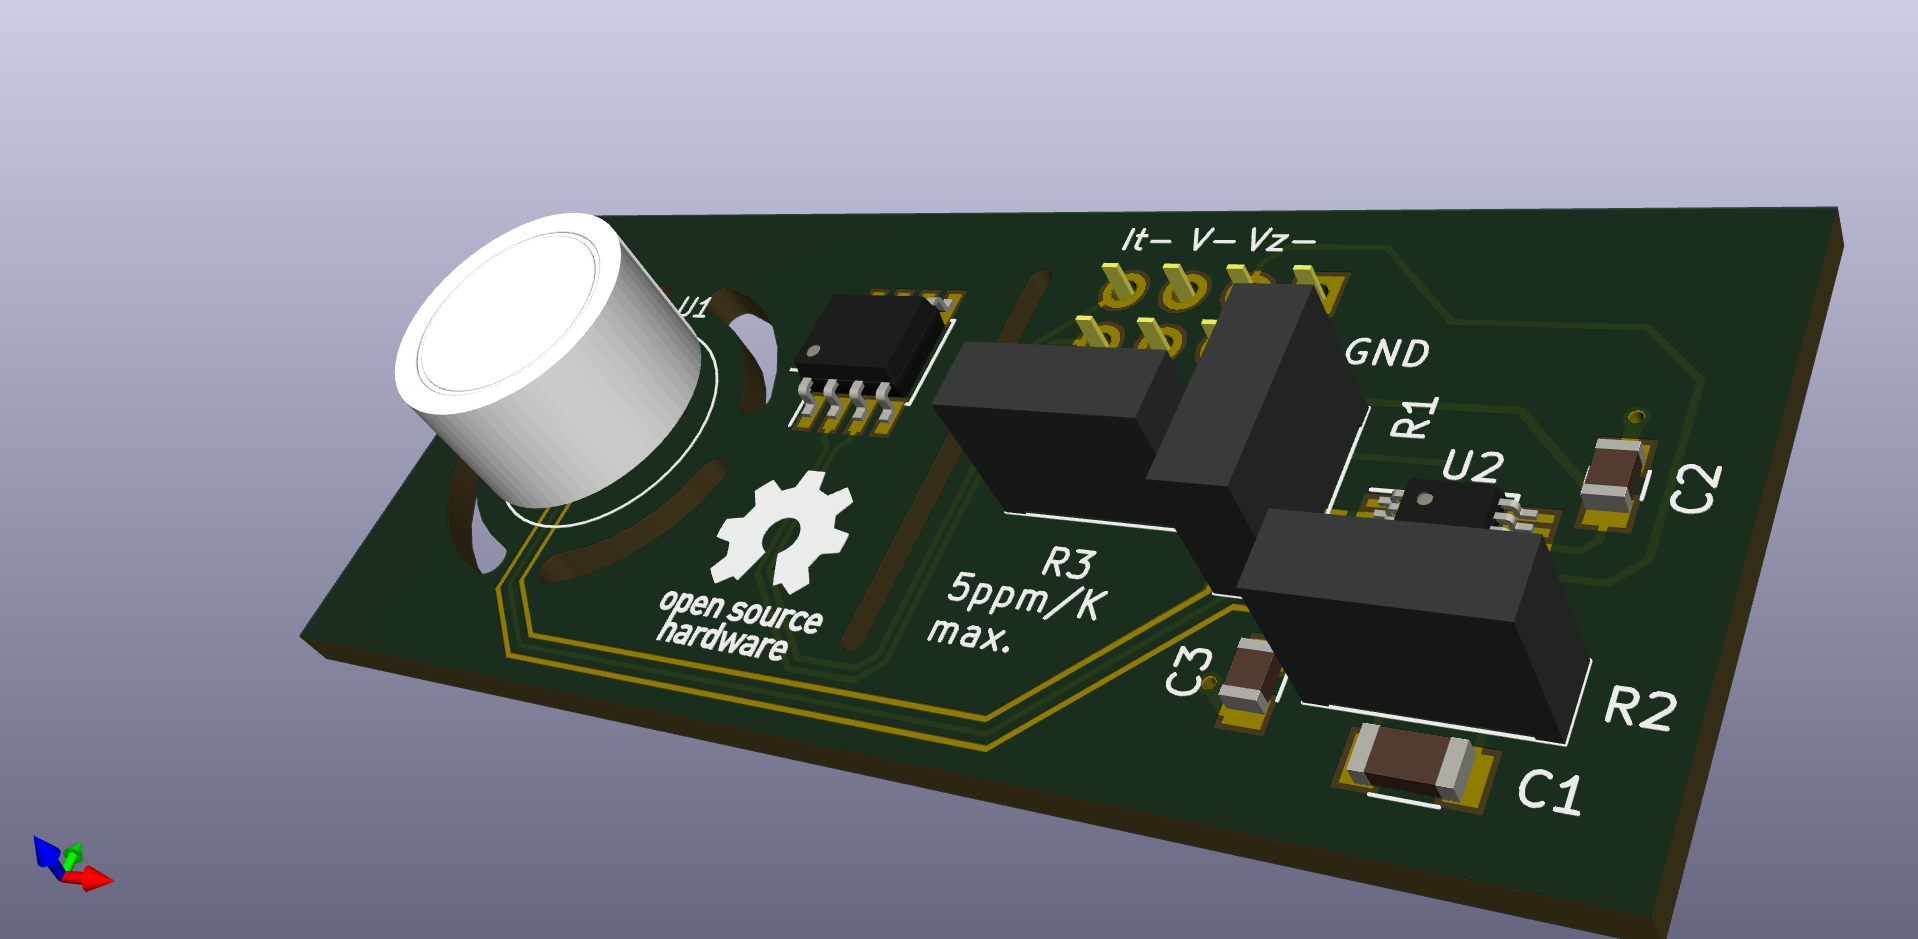 It- V- Vz-
U1
GND
R1
U2
C2
R3
5ppm/K
max.
open source
hardware
C3
R2
C1